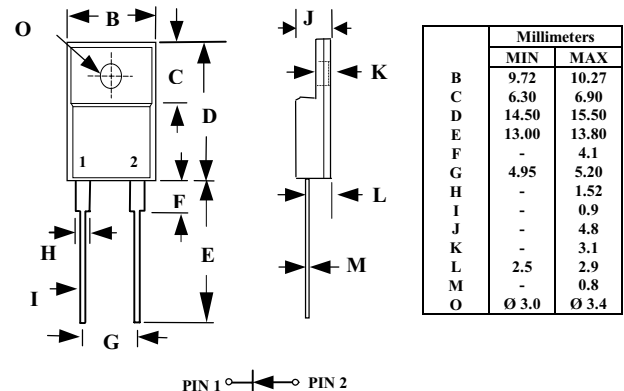 O
B
C
D
1 2
F
H
E
I
G
J
K
L
M
Millimeters
MIN MAX
B 9.72 10.27
C 6.30 6.90
D 14.50 15.50
E 13.00 13.80
F - 4.1
G 4.95 5.20
H - 1.52
I - 0.9
J - 4.8
K - 3.1
L 2.5 2.9
M - 0.8
O Ø 3.0 Ø 3.4
PIN 1 PIN 2